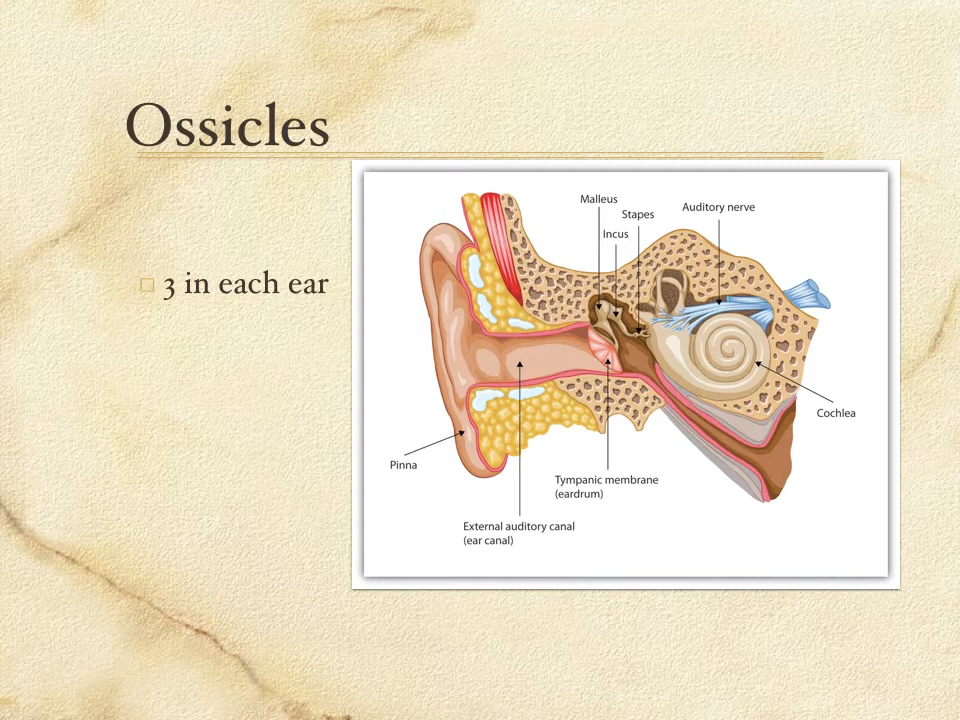 Ossicles
3 in each ear
Malleus
Stapes
Incus
Auditory nerve
Cochlea
Pinna
Tympanic membrane
(eardrum)
External auditory canal
(ear canal)